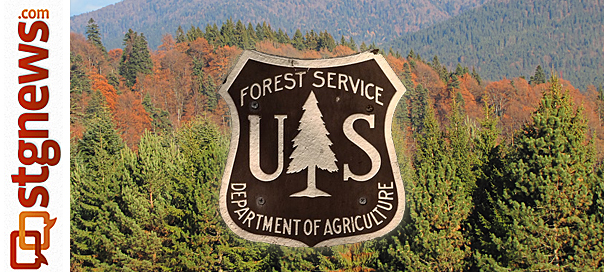 stgnews.com
FOREST SERVICE
U S
DEPARTMENT OF AGRICULTURE